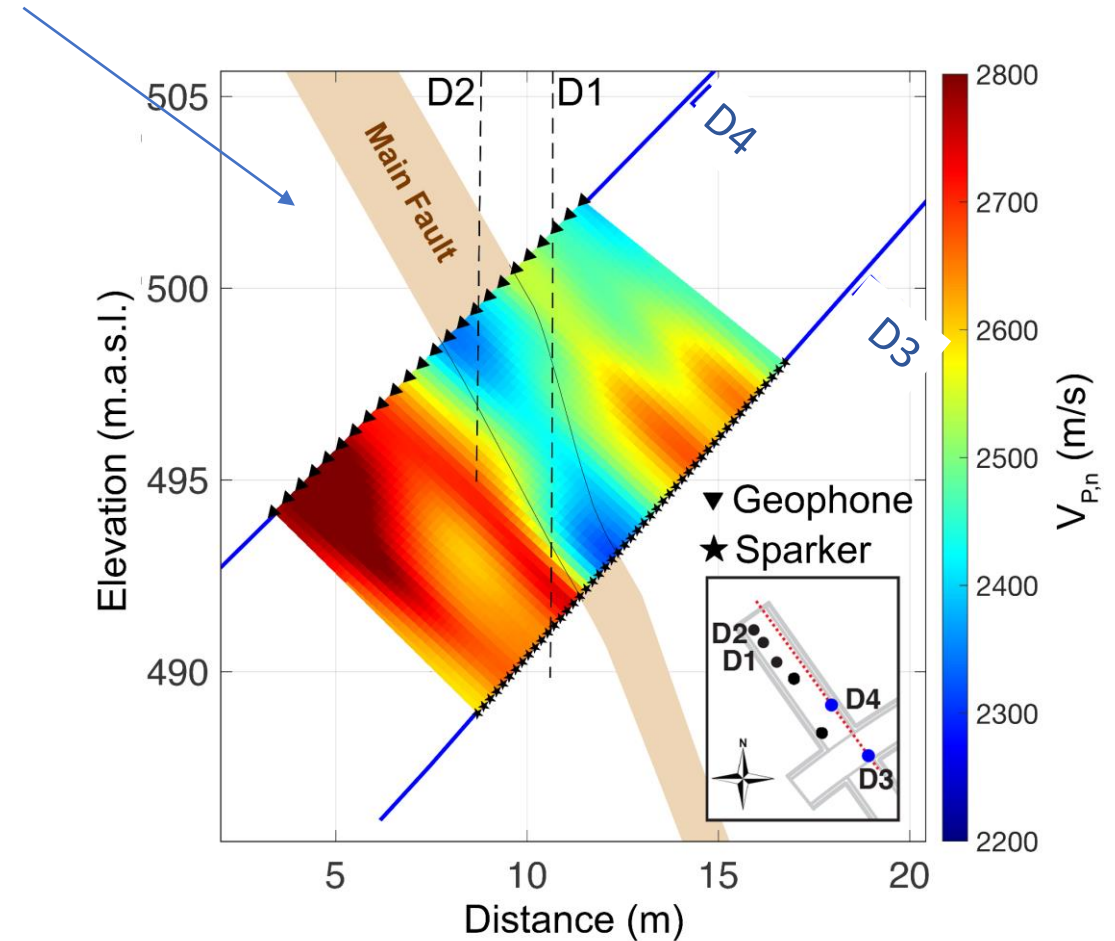 D2
D1
D4
D3
Main Fault
505
500
495
490
Elevation (m.a.s.l.)
5
10
15
20
Distance (m)
Geophone
Sparker
D2
D1
D4
D3
N
2800
2700
2600
2500
2400
2300
2200
V_P,n (m/s)